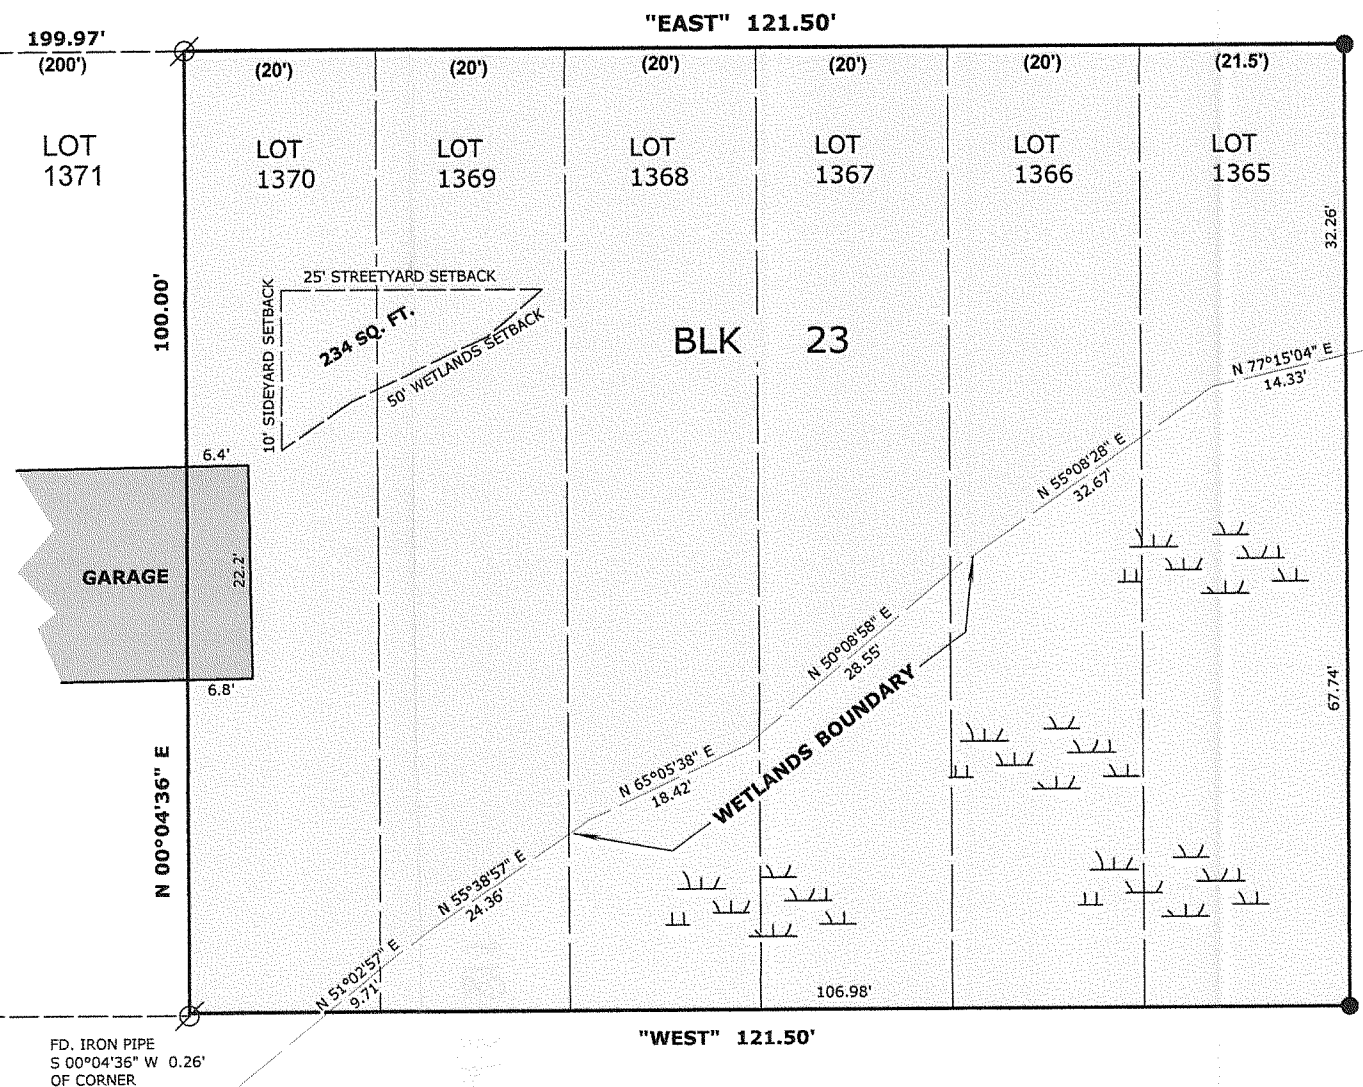 "EAST" 121.50'
199.97'
(200')
(20')
(20')
(20')
(20')
(20')
(21.5')
LOT
1371
LOT
1370
LOT
1369
LOT
1368
LOT
1367
LOT
1366
LOT
1365
32.26'
100.00'
25' STREETYARD SETBACK
10' SIDEYARD SETBACK
234 SQ. FT.
50' WETLANDS SETBACK
BLK 23
N 77°15'04" E
14.33'
N 55°08'28" E
32.67'
6.4'
GARAGE
22.2'
6.8'
N 50°08'58" E
28.55'
WETLANDS BOUNDARY
67.74'
N 65°05'38" E
18.42'
N 00°04'36" E
N 55°38'57" E
24.36'
N 51°02'57" E
9.71'
106.98'
"WEST" 121.50'
FD. IRON PIPE
S 00°04'36" W 0.26'
OF CORNER